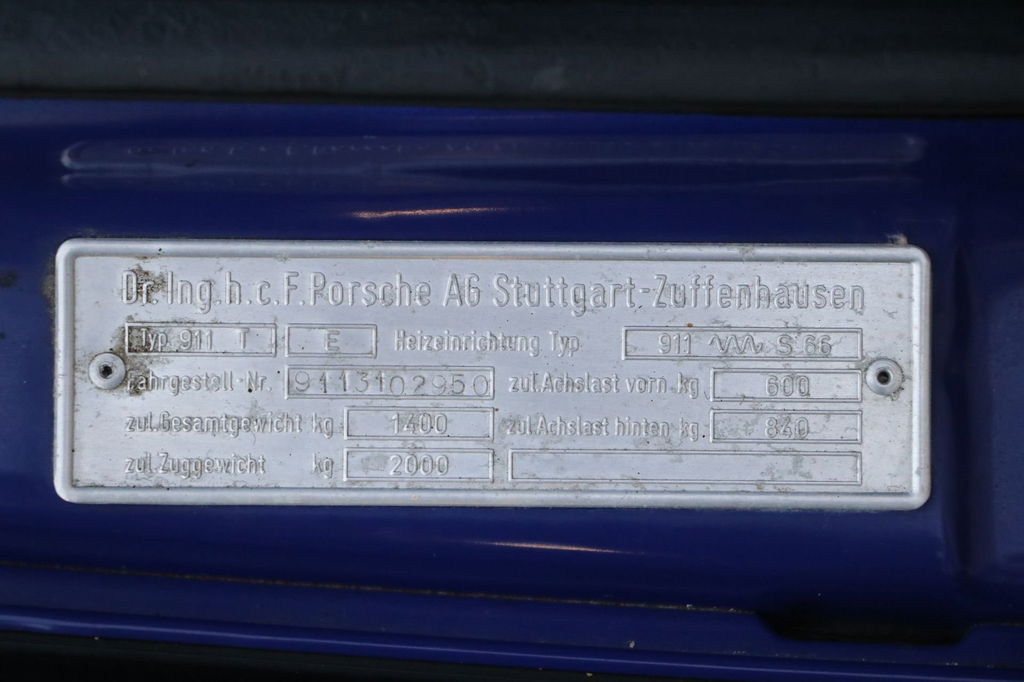 Dr. Ing. h. c. F. Porsche AG Stuttgart-Zuffenhausen
Typ 911 T E Heizeinrichtung Typ 911 S 66
Fahrgestell-Nr. 9113102950 zul. Achslast vorn kg 600
zul. Gesamtgewicht kg 1400 zul. Achslast hinten kg 840
zul. Zuggewicht kg 2000